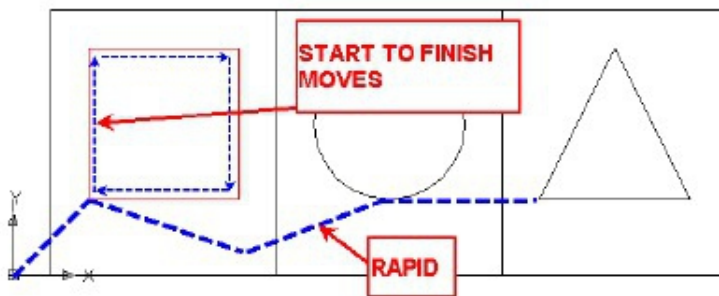 START TO FINISH
MOVES
RAPID
Y
X